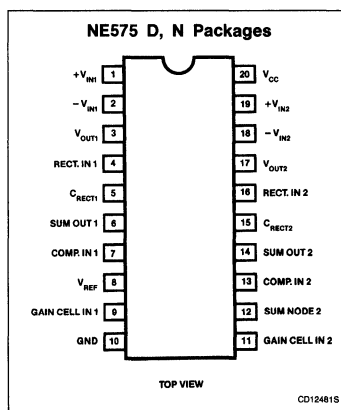 NE575 D, N Packages
+VIN1 1
20 VCC
−VIN1 2
19 +VIN2
VOUT1 3
18 −VIN2
RECT. IN 1 4
17 VOUT2
CRECT1 5
16 RECT. IN 2
SUM OUT 1 6
15 CRECT2
COMP. IN 1 7
14 SUM OUT 2
VREF 8
13 COMP. IN 2
GAIN CELL IN 1 9
12 SUM NODE 2
GND 10
11 GAIN CELL IN 2
TOP VIEW
CD12481S